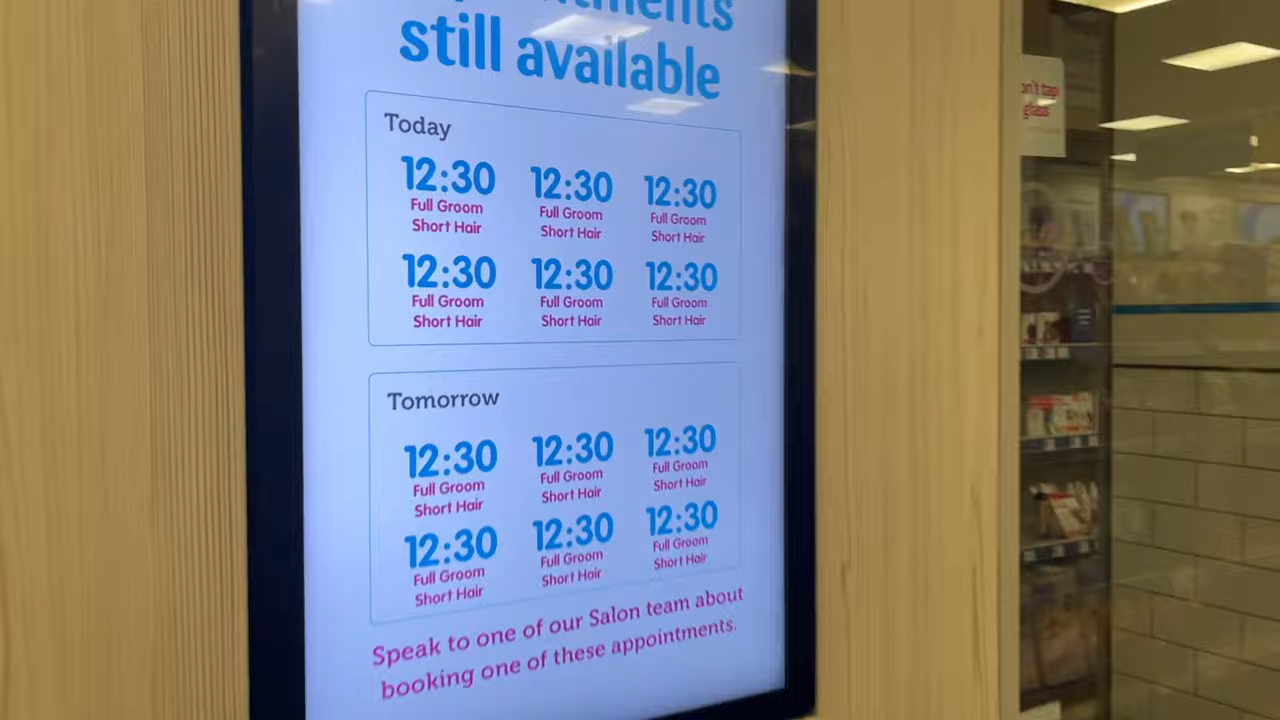 still available
Today
12:30 12:30 12:30
Full Groom Full Groom Full Groom
Short Hair Short Hair Short Hair
12:30 12:30 12:30
Full Groom Full Groom Full Groom
Short Hair Short Hair Short Hair
Tomorrow
12:30 12:30 12:30
Full Groom Full Groom Full Groom
Short Hair Short Hair Short Hair
12:30 12:30 12:30
Full Groom Full Groom Full Groom
Short Hair Short Hair Short Hair
Speak to one of our Salon team about
booking one of these appointments.
tap
glass